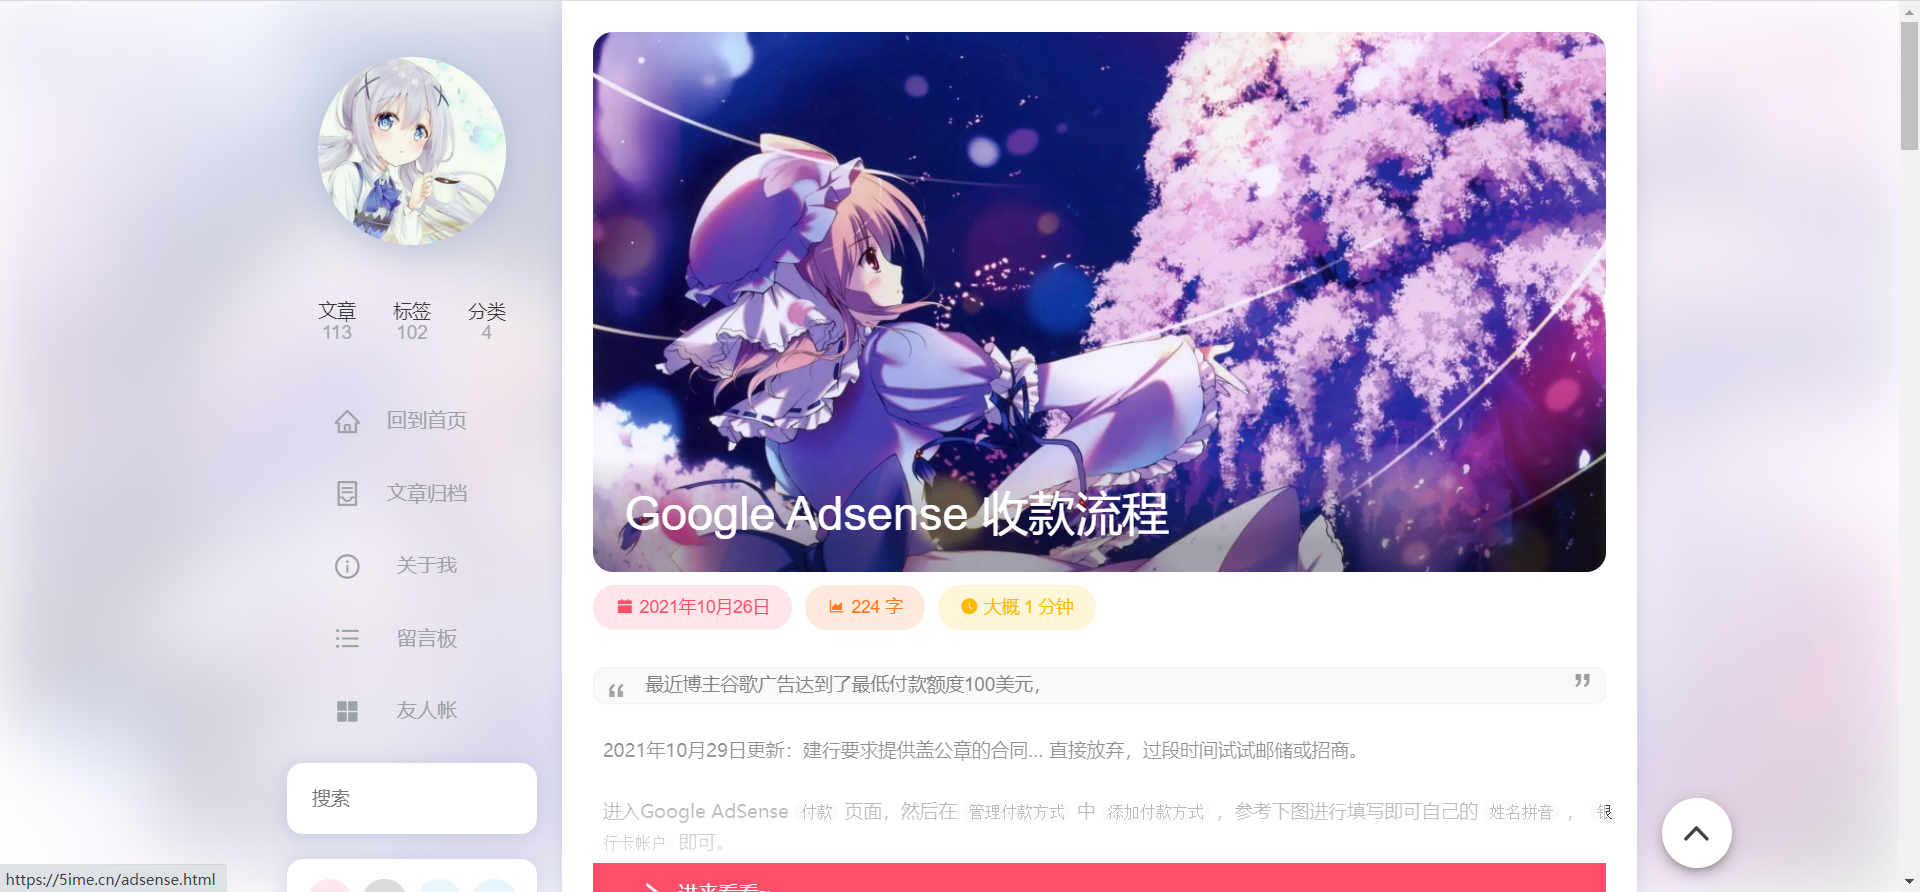 文章 标签 分类
113 102 4
回到首页
文章归档
关于我
留言板
友人帐
搜索
https://5ime.cn/adsense.html
Google Adsense 收款流程
2021年10月26日 224 字 大概 1 分钟
“ 最近博主谷歌广告达到了最低付款额度100美元， ”
2021年10月29日更新：建行要求提供盖公章的合同... 直接放弃，过段时间试试邮储或招商。
进入Google AdSense 付款 页面，然后在 管理付款方式 中 添加付款方式 ，参考下图进行填写即可自己的 姓名拼音 ， 银
行卡帐户 即可。
进来看看~